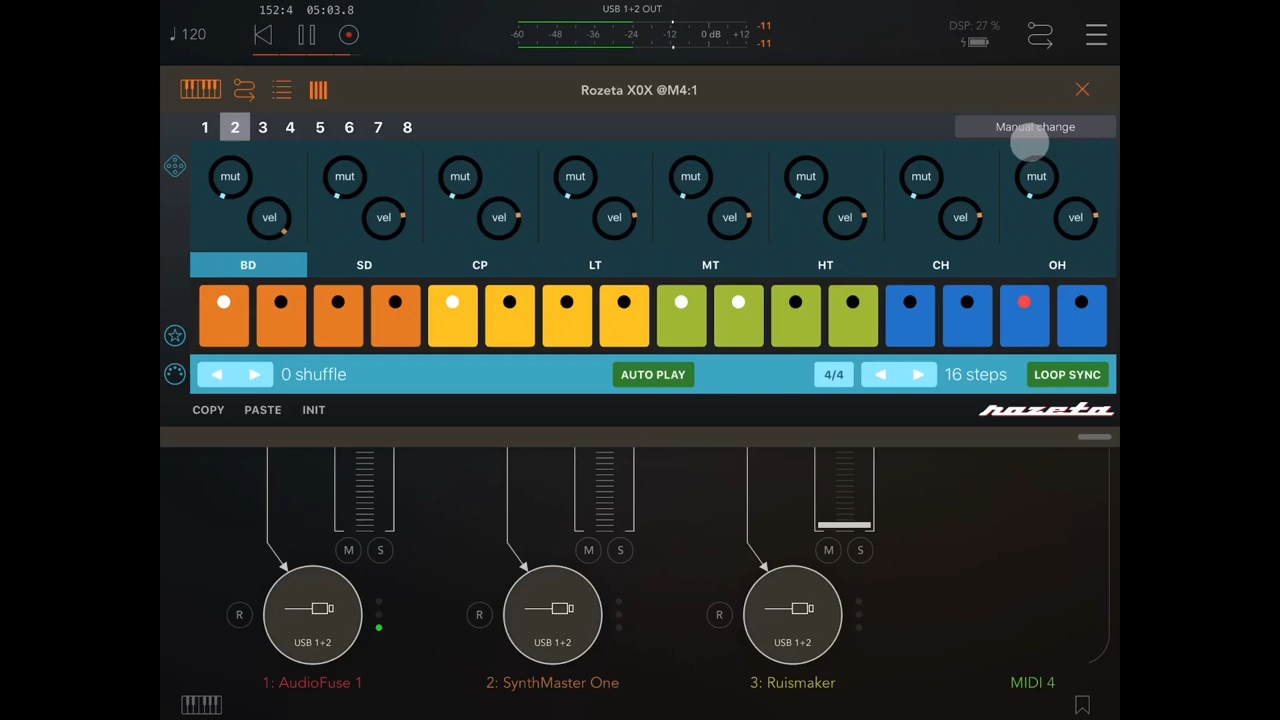 152:4 05:03.8
USB 1+2 OUT
♩120
-60 -48 -36 -24 -12 0 dB +12
-11
-11
DSP: 27 %
Rozeta X0X @M4:1
1 2 3 4 5 6 7 8
Manual change
mut mut mut mut mut mut mut mut
vel vel vel vel vel vel vel vel
BD SD CP LT MT HT CH OH
0 shuffle
AUTO PLAY
4/4
16 steps
LOOP SYNC
COPY PASTE INIT
rozeta
M S M S M S
R R R
USB 1+2 USB 1+2 USB 1+2
1: AudioFuse 1 2: SynthMaster One 3: Ruismaker MIDI 4